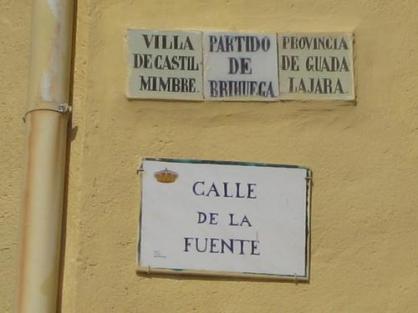 VILLA
DE CASTIL-
MIMBRE.
PARTIDO
DE
BRIHUEGA
PROVINCIA
DE GUADA
LAJARA.
CALLE
DE LA
FUENTE